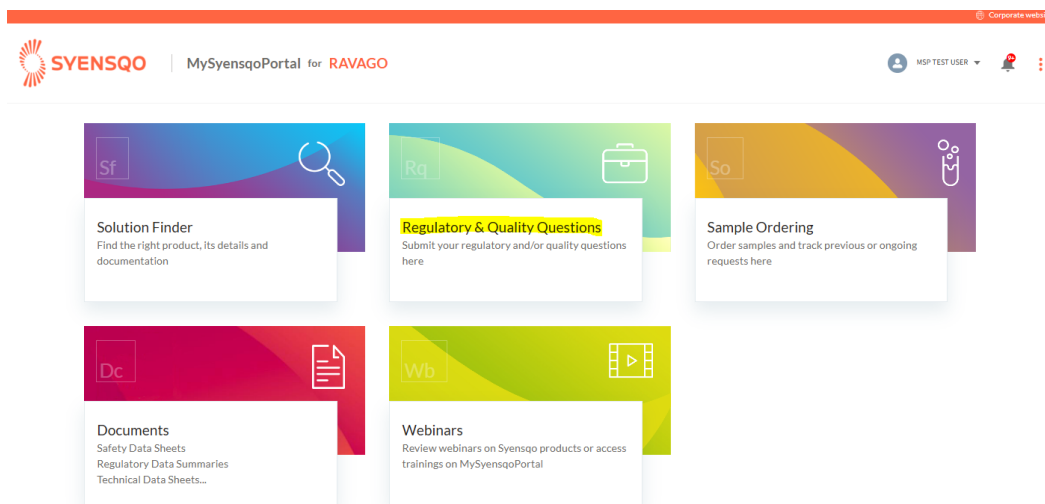 Corporate websi
SYENSQO
MySyensqoPortal for RAVAGO
MSP TEST USER
9+
Sf
Rq
So
Solution Finder
Find the right product, its details and
documentation
Regulatory & Quality Questions
Submit your regulatory and/or quality questions
here
Sample Ordering
Order samples and track previous or ongoing
requests here
Dc
Wb
Documents
Safety Data Sheets
Regulatory Data Summaries
Technical Data Sheets...
Webinars
Review webinars on Syensqo products or access
trainings on MySyensqoPortal